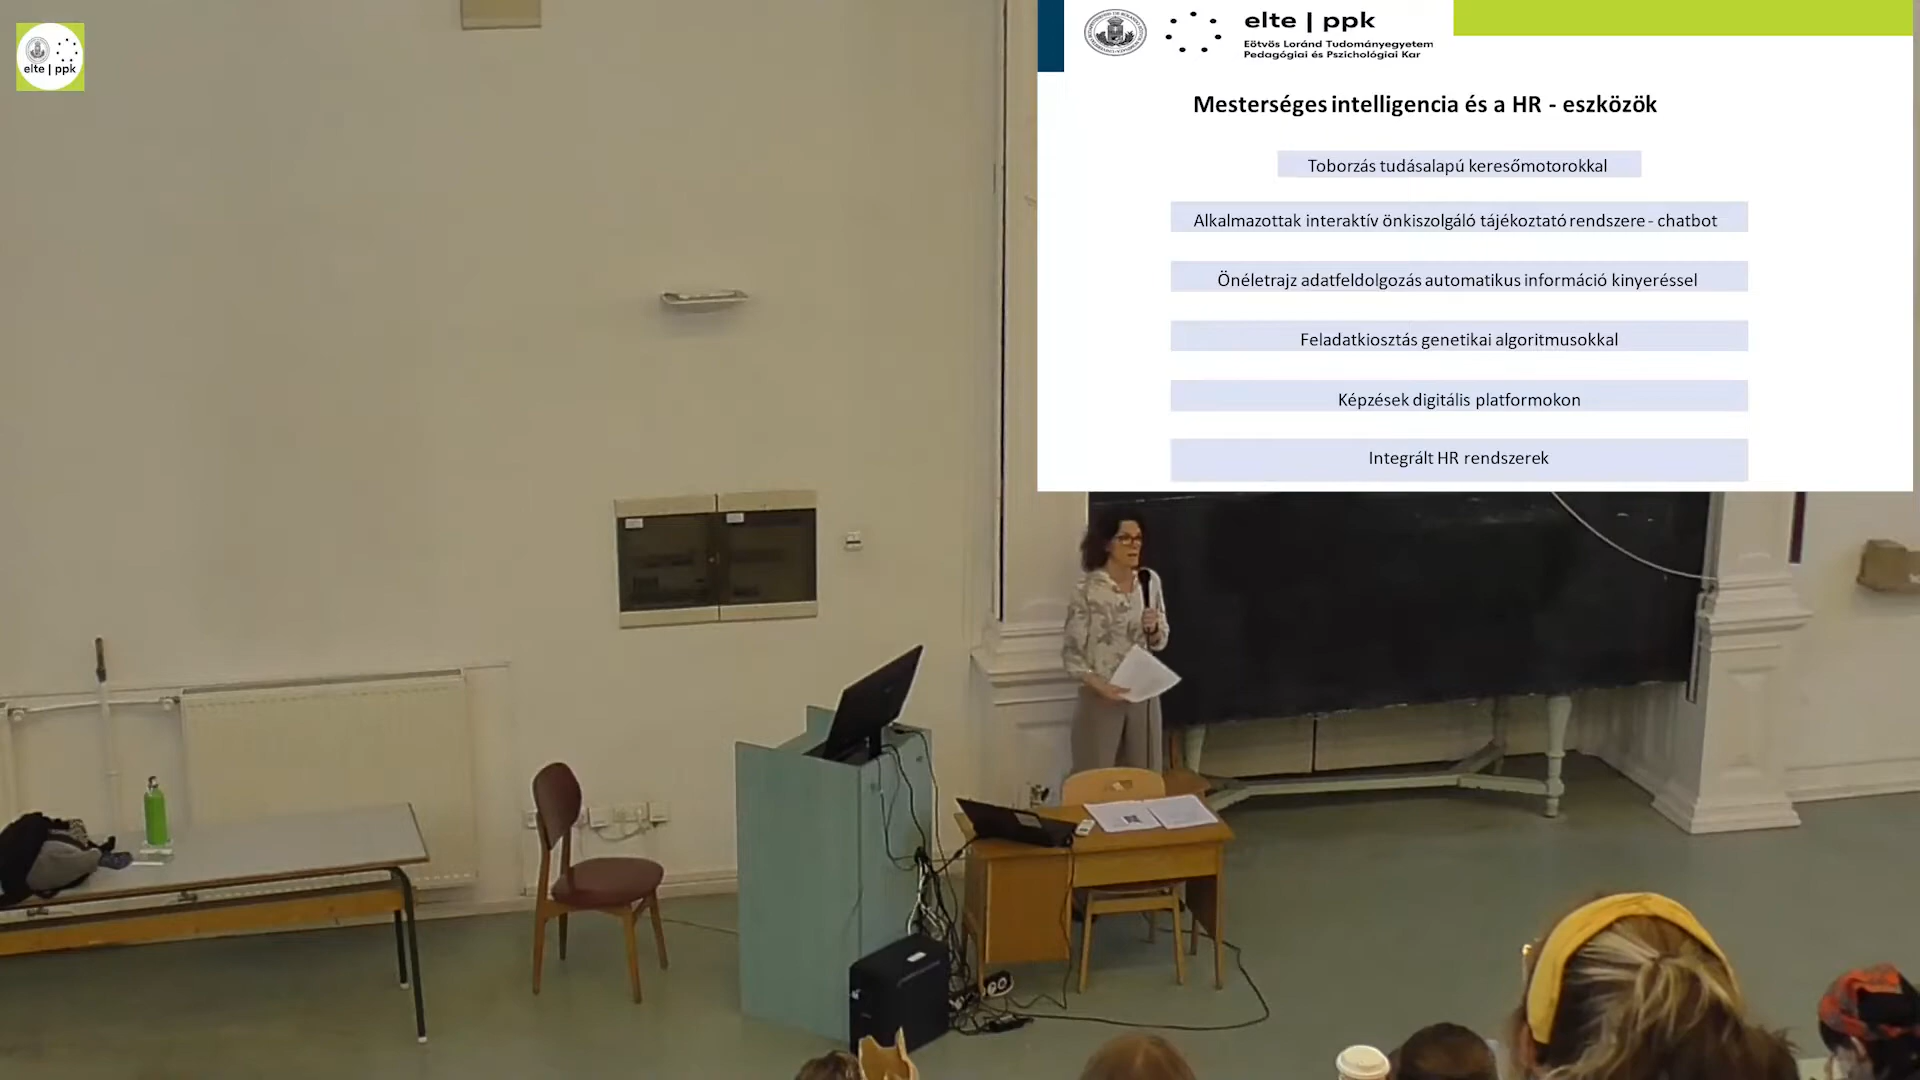 elte | ppk
elte | ppk
Eötvös Loránd Tudományegyetem
Pedagógiai és Pszichológiai Kar
Mesterséges intelligencia és a HR - eszközök
Toborzás tudásalapú keresőmotorokkal
Alkalmazottak interaktív önkiszolgáló tájékoztató rendszere - chatbot
Önéletrajz adatfeldolgozás automatikus információ kinyeréssel
Feladatkiosztás genetikai algoritmusokkal
Képzések digitális platformokon
Integrált HR rendszerek